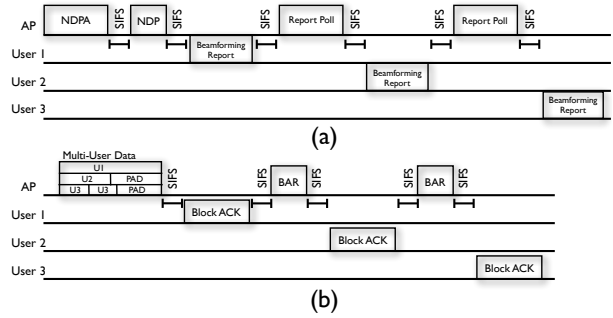 NDPA SIFS NDP SIFS SIFS Report Poll SIFS SIFS Report Poll SIFS
AP
User 1
Beamforming
Report
User 2
Beamforming
Report
User 3
Beamforming
Report
(a)
Multi-User Data
U1
U2 PAD
U3 U3 PAD
AP
SIFS SIFS BAR SIFS SIFS BAR SIFS
User 1 Block ACK
User 2 Block ACK
User 3 Block ACK
(b)